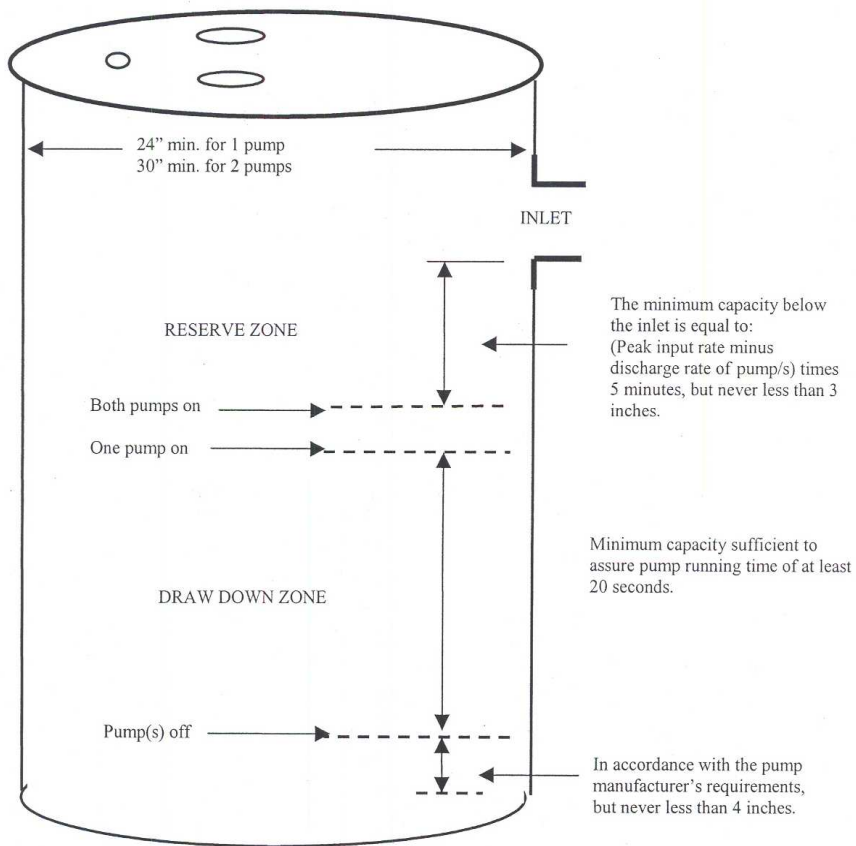 24” min. for 1 pump
30” min. for 2 pumps
INLET
RESERVE ZONE
The minimum capacity below
the inlet is equal to:
(Peak input rate minus
discharge rate of pump/s) times
5 minutes, but never less than 3
inches.
Both pumps on
One pump on
Minimum capacity sufficient to
assure pump running time of at least
20 seconds.
DRAW DOWN ZONE
Pump(s) off
In accordance with the pump
manufacturer’s requirements,
but never less than 4 inches.